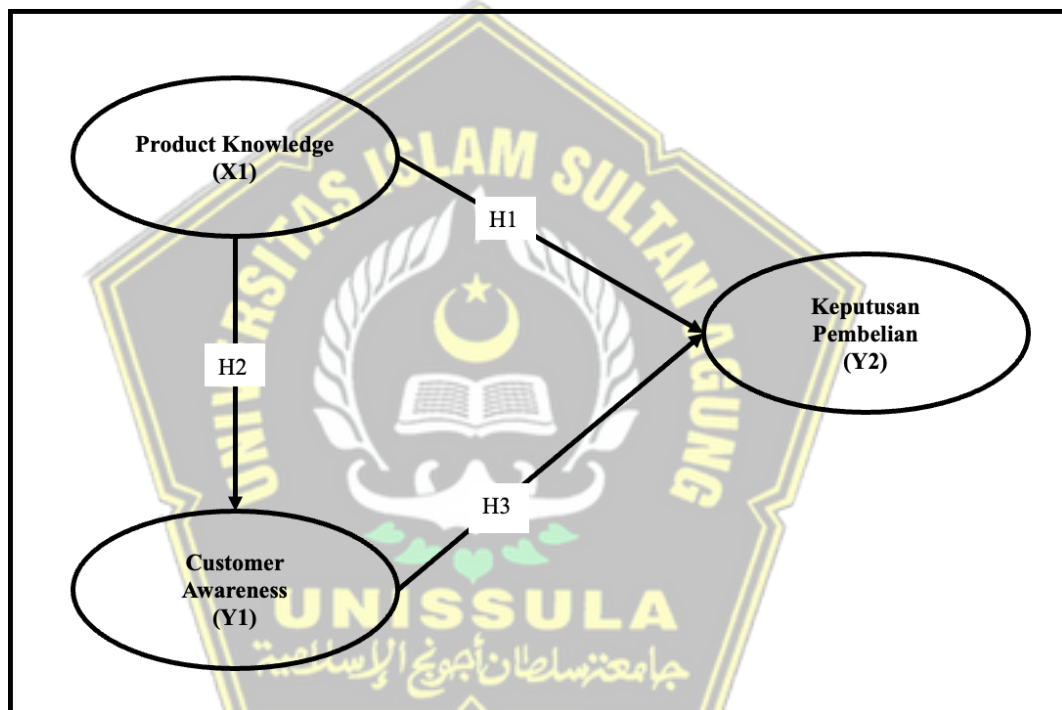 Product Knowledge
(X1)
UNIVERSITAS ISLAM SULTAN AGUNG
H1
Keputusan
Pembelian
(Y2)
H2
H3
Customer
Awareness
(Y1)
UNISSULA
جامعة سلطان أجونج الإسلامية